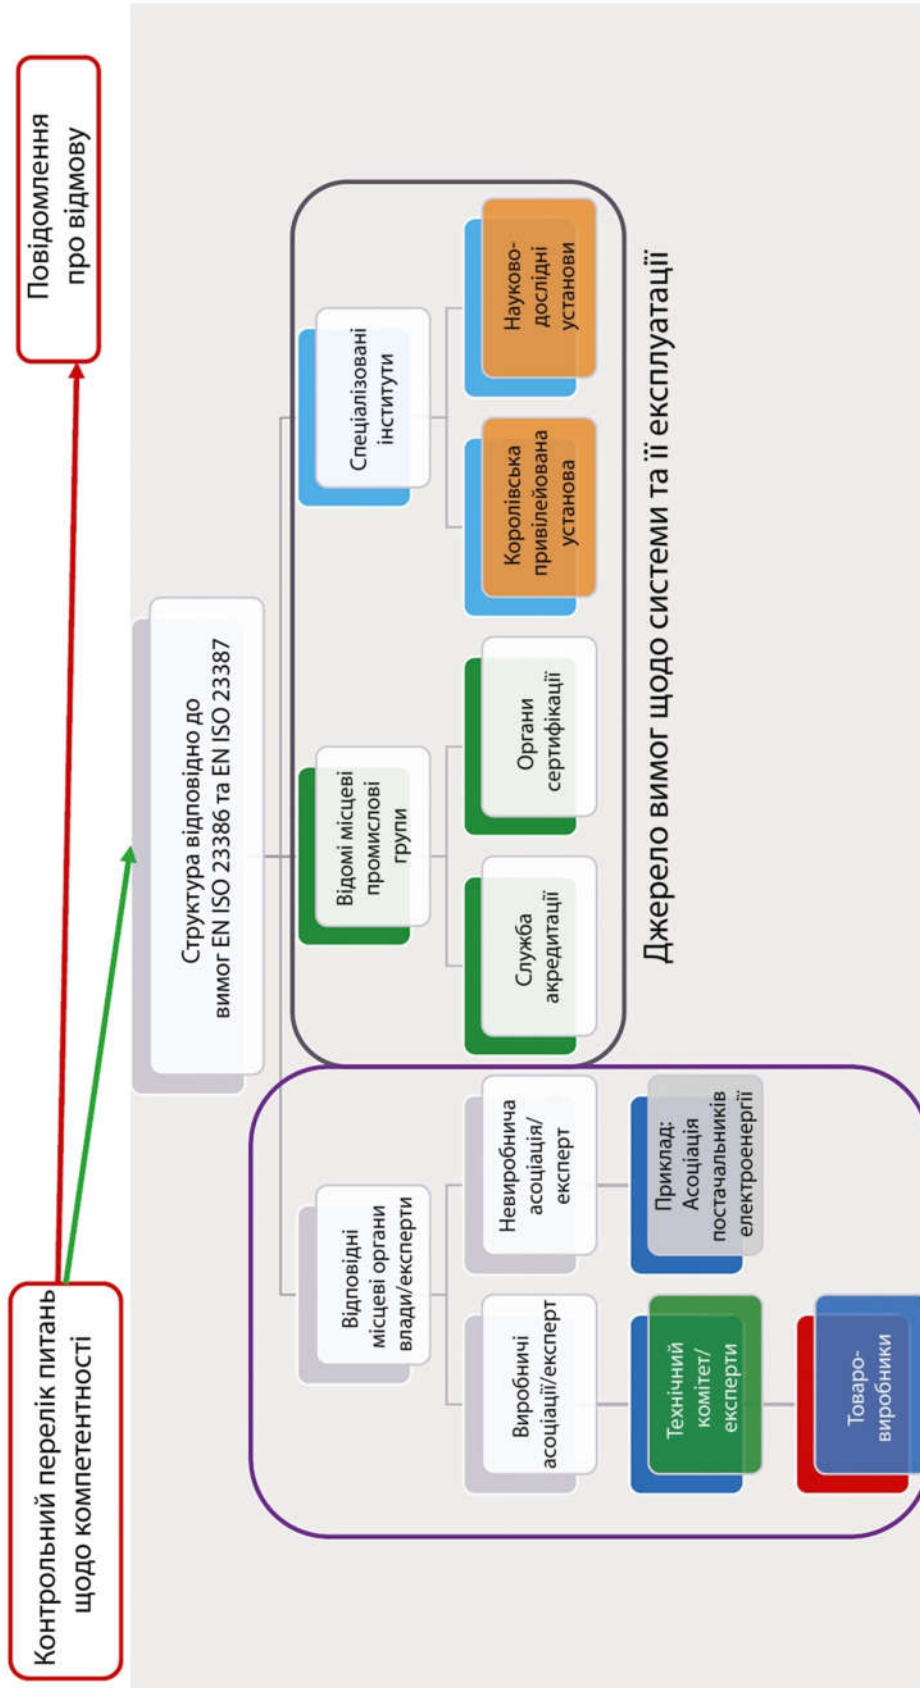 Контрольний перелік питань
щодо компетентності
Повідомлення
про відмову
Структура відповідно до
вимог EN ISO 23386 та EN ISO 23387
Відповідні
місцеві органи
влади/експерти
Відомі місцеві
промислові
групи
Спеціалізовані
інститути
Виробничі
асоціації/експерт
Невиробнича
асоціація/
експерт
Служба
акредитації
Органи
сертифікації
Королівська
привілейована
установа
Науково-
дослідні
установи
Технічний
комітет/
експерти
Приклад:
Асоціація
постачальників
електроенергії
Товаро-
виробники
Джерело вимог щодо системи та її експлуатації